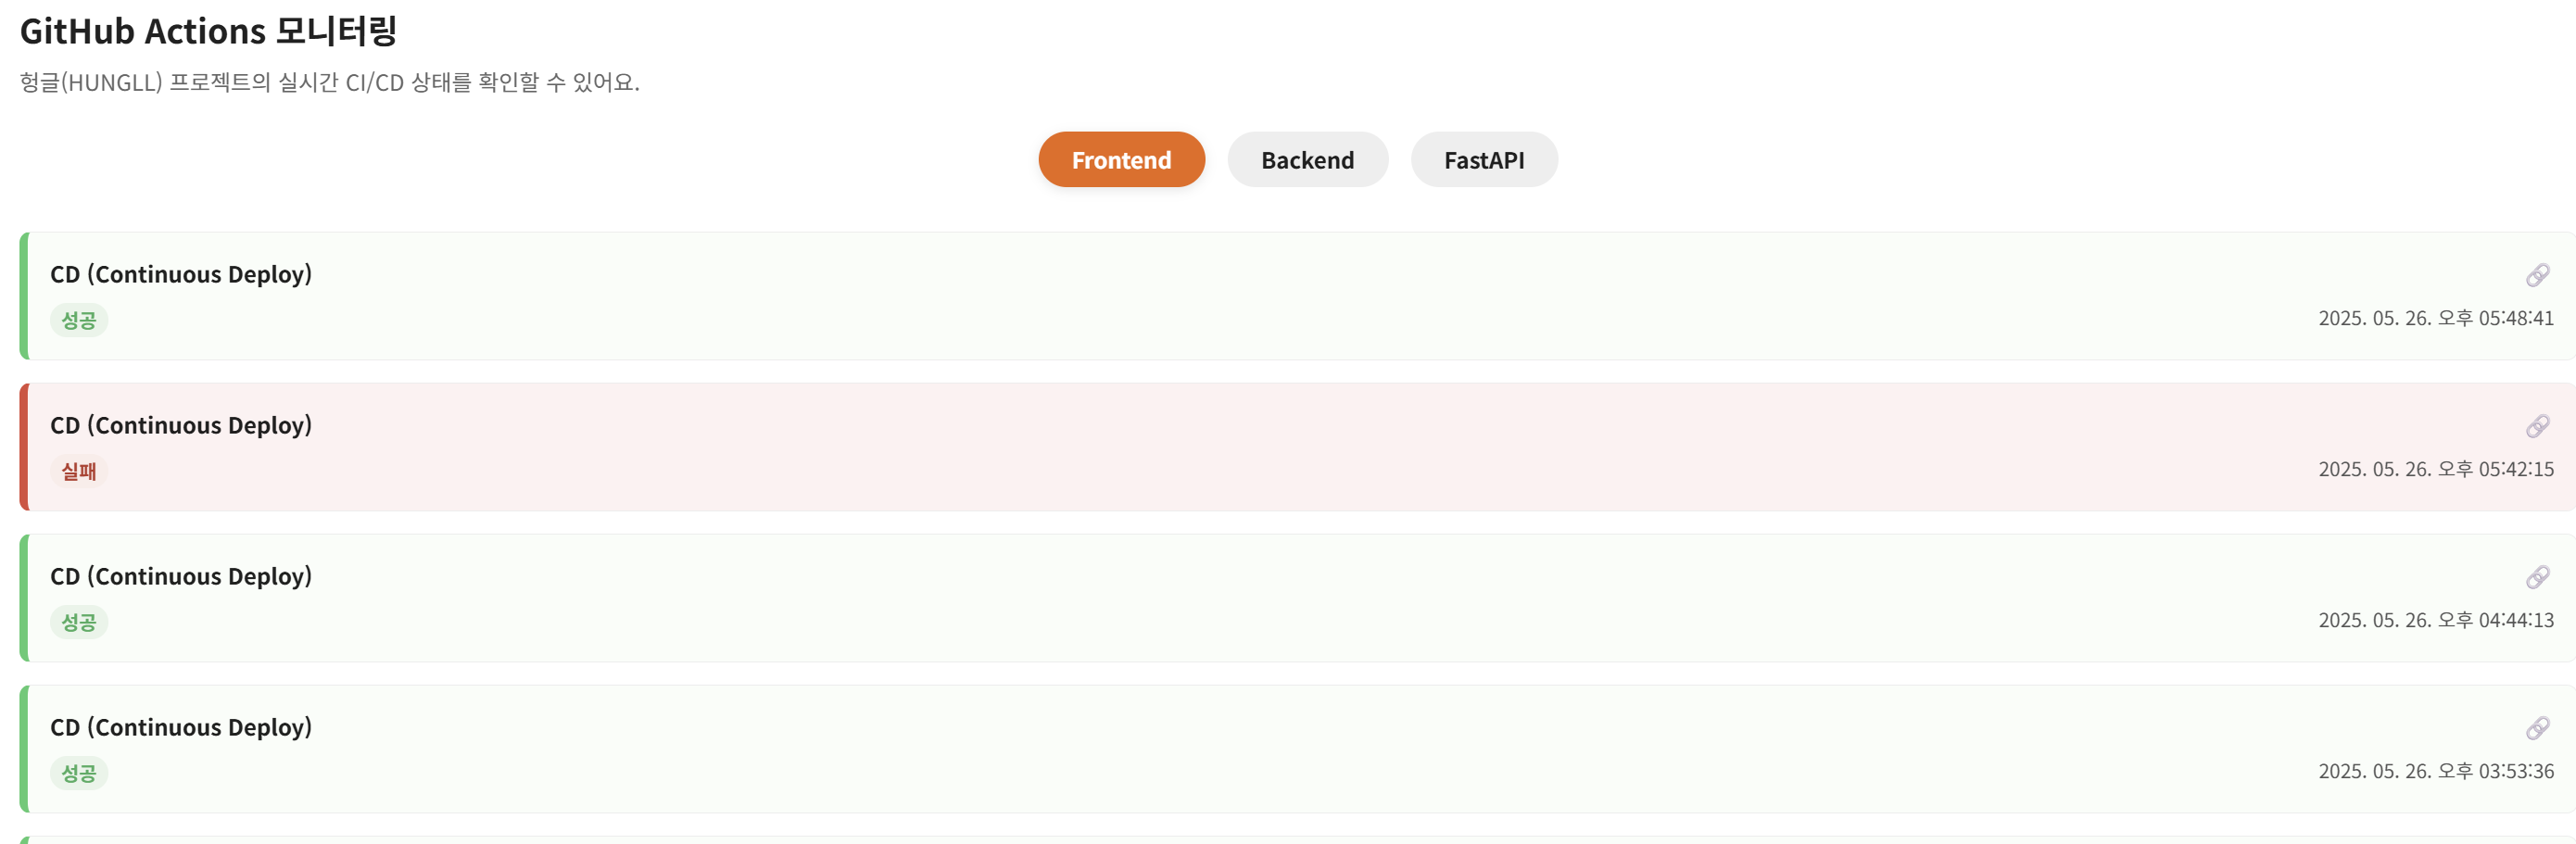 GitHub Actions 모니터링
헝글(HUNGLL) 프로젝트의 실시간 CI/CD 상태를 확인할 수 있어요.
Frontend Backend FastAPI
CD (Continuous Deploy)
성공
2025. 05. 26. 오후 05:48:41
CD (Continuous Deploy)
실패
2025. 05. 26. 오후 05:42:15
CD (Continuous Deploy)
성공
2025. 05. 26. 오후 04:44:13
CD (Continuous Deploy)
성공
2025. 05. 26. 오후 03:53:36